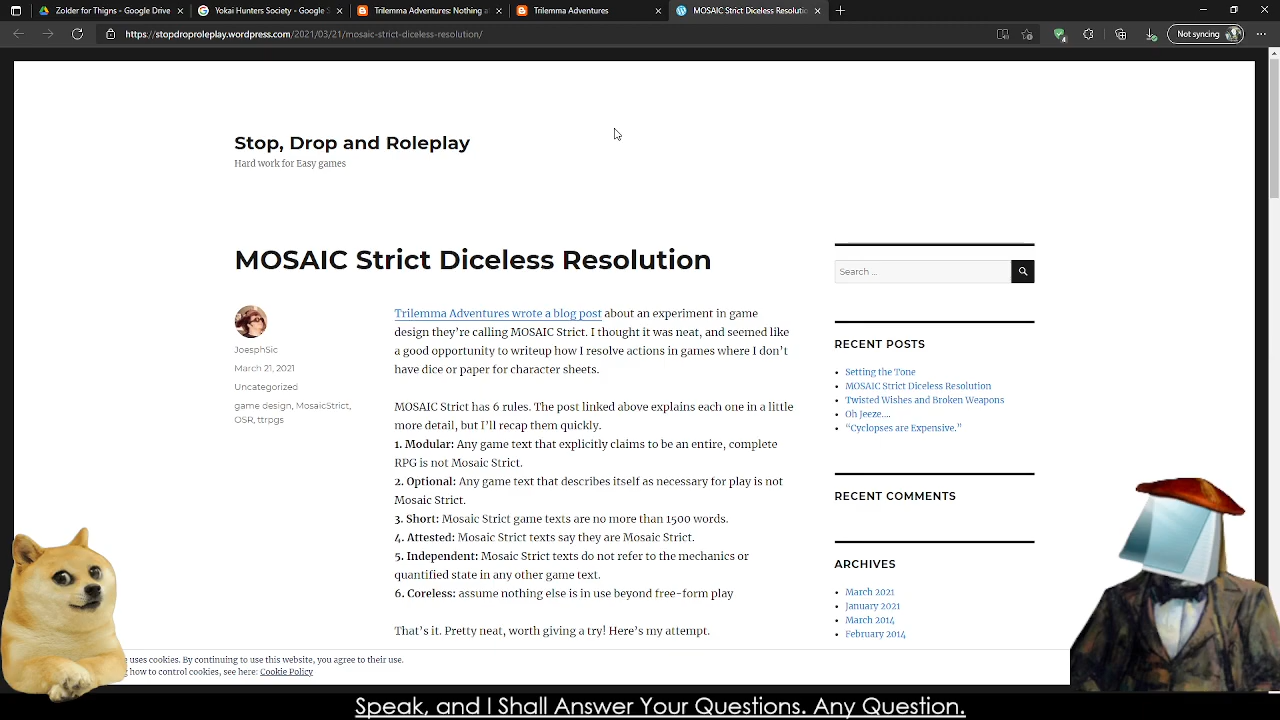 Zolder for Thigns - Google Drive
Yokai Hunters Society - Google S
Trilemma Adventures: Nothing a
Trilemma Adventures
MOSAIC Strict Diceless Resolutio
https://stopdroproleplay.wordpress.com/2021/03/21/mosaic-strict-diceless-resolution/
Not syncing
Stop, Drop and Roleplay
Hard work for Easy games
MOSAIC Strict Diceless Resolution
JoesphSic
March 21, 2021
Uncategorized
game design, MosaicStrict,
OSR, ttrpgs
Trilemma Adventures wrote a blog post about an experiment in game
design they're calling MOSAIC Strict. I thought it was neat, and seemed like
a good opportunity to writeup how I resolve actions in games where I don't
have dice or paper for character sheets.
MOSAIC Strict has 6 rules. The post linked above explains each one in a little
more detail, but I'll recap them quickly.
1. Modular: Any game text that explicitly claims to be an entire, complete
RPG is not Mosaic Strict.
2. Optional: Any game text that describes itself as necessary for play is not
Mosaic Strict.
3. Short: Mosaic Strict game texts are no more than 1500 words.
4. Attested: Mosaic Strict texts say they are Mosaic Strict.
5. Independent: Mosaic Strict texts do not refer to the mechanics or
quantified state in any other game text.
6. Coreless: assume nothing else is in use beyond free-form play
That's it. Pretty neat, worth giving a try! Here's my attempt.
Search ...
RECENT POSTS
Setting the Tone
MOSAIC Strict Diceless Resolution
Twisted Wishes and Broken Weapons
Oh Jeeze....
“Cyclopses are Expensive.”
RECENT COMMENTS
ARCHIVES
March 2021
January 2021
March 2014
February 2014
e uses cookies. By continuing to use this website, you agree to their use.
g how to control cookies, see here: Cookie Policy
Speak, and I Shall Answer Your Questions. Any Question.